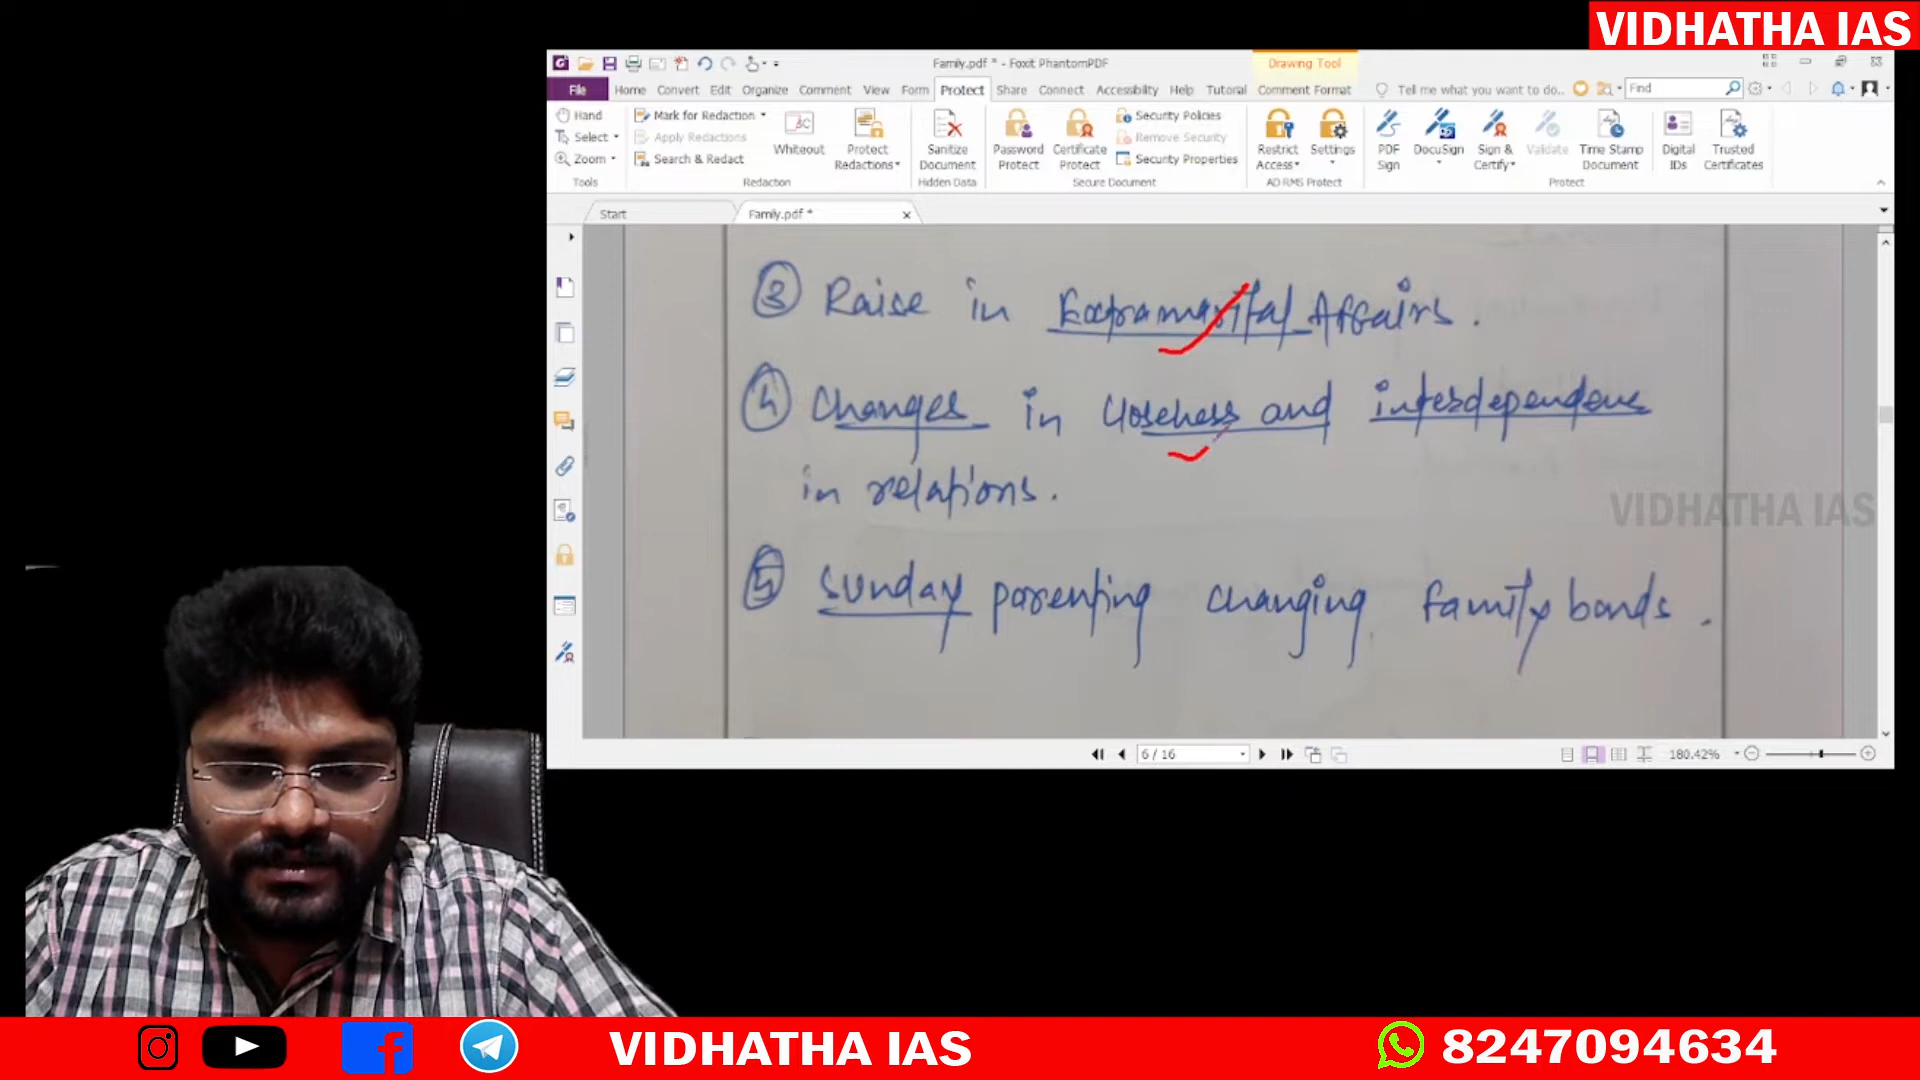 VIDHATHA IAS
Family.pdf * - Foxit PhantomPDF
Drawing Tool
File Home Convert Edit Organize Comment View Form Protect Share Connect Accessibility Help Tutorial Comment Format Tell me what you want to do.. Find
Hand
Select
Zoom
Tools
Mark for Redaction
Apply Redactions
Search & Redact
Whiteout
Protect Redactions
Redaction
Sanitize Document
Hidden Data
Password Protect
Certificate Protect
Security Policies
Remove Security
Security Properties
Secure Document
Restrict Access
Settings
AD RMS Protect
PDF Sign
DocuSign
Sign & Certify
Validate
Time Stamp Document
Digital IDs
Trusted Certificates
Protect
Start Family.pdf *
3 Raise in Extramarital Affairs.
4 Changes in closeness and interdependence
in relations.
VIDHATHA IAS
5 Sunday parenting changing family bonds.
6 / 16 180.42%
VIDHATHA IAS 8247094634